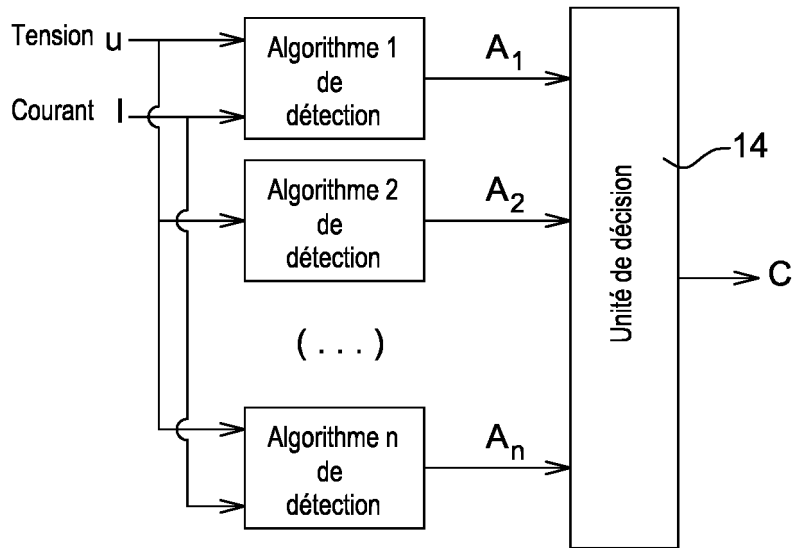 Tension u
Courant I
Algorithme 1
de
détection
A1
Algorithme 2
de
détection
A2
(...)
Algorithme n
de
détection
An
Unité de décision
14
C